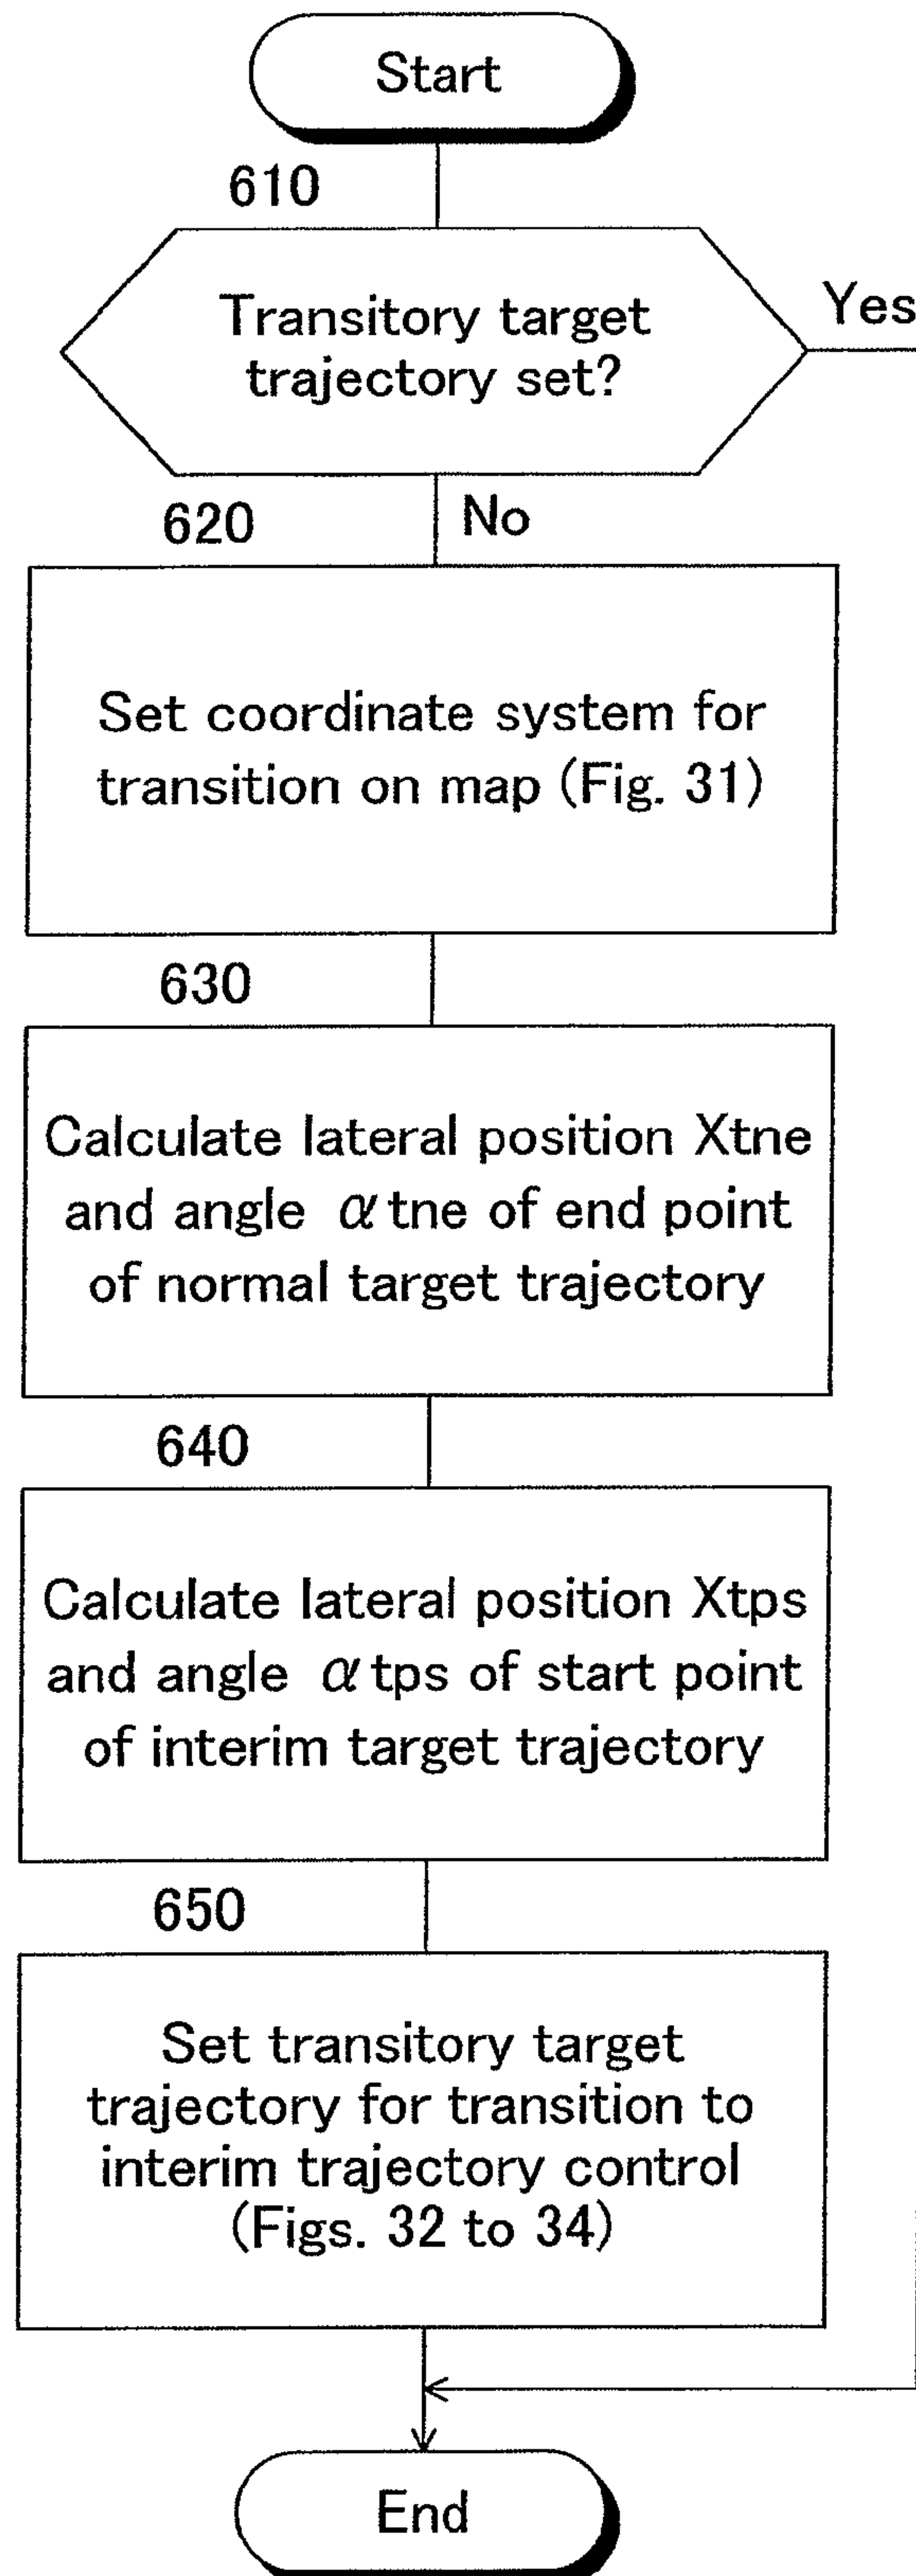 Start
610
Transitory target
trajectory set?
Yes
620
No
Set coordinate system for
transition on map (Fig. 31)
630
Calculate lateral position Xtne
and angle α tne of end point
of normal target trajectory
640
Calculate lateral position Xtps
and angle α tps of start point
of interim target trajectory
650
Set transitory target
trajectory for transition to
interim trajectory control
(Figs. 32 to 34)
End